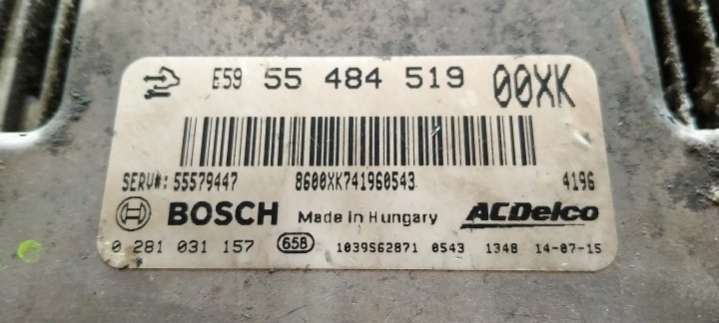 E59 55 484 519 00XK
SERV#: 55579447 8600XK741960543 4196
BOSCH Made in Hungary ACDelco
0 281 031 157 658 1039S62871 0543 1348 14-07-15